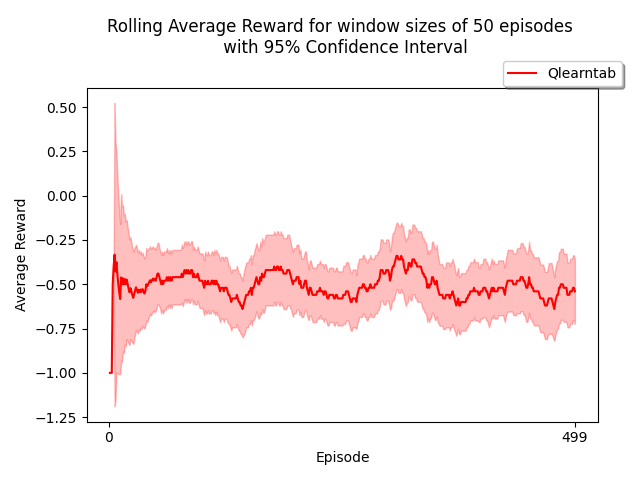 Rolling Average Reward for window sizes of 50 episodes
with 95% Confidence Interval
Qlearntab
0.50
0.25
0.00
−0.25
−0.50
−0.75
−1.00
−1.25
Average Reward
0
499
Episode